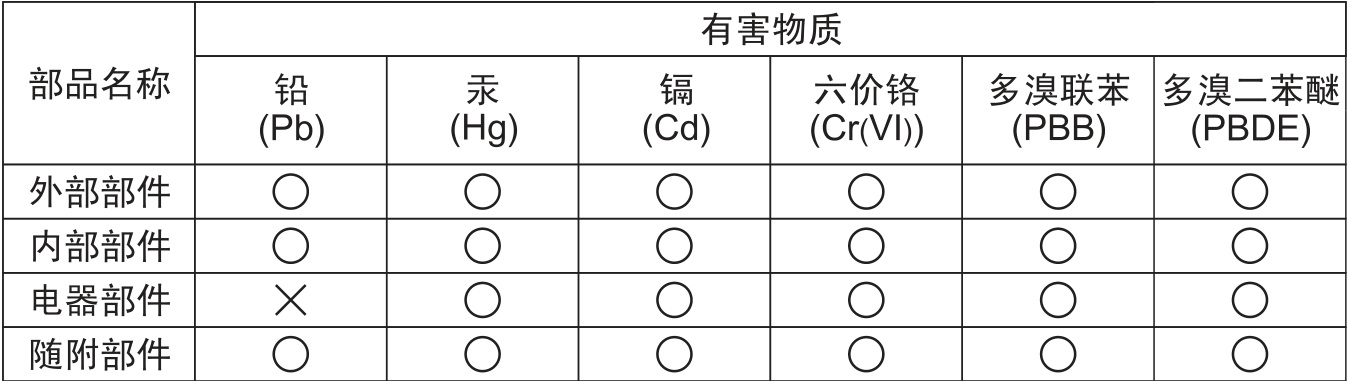 有害物质
部品名称
铅 汞 镉 六价铬 多溴联苯 多溴二苯醚
(Pb) (Hg) (Cd) (Cr(VI)) (PBB) (PBDE)
外部部件 ○ ○ ○ ○ ○ ○
内部部件 ○ ○ ○ ○ ○ ○
电器部件 × ○ ○ ○ ○ ○
随附部件 ○ ○ ○ ○ ○ ○